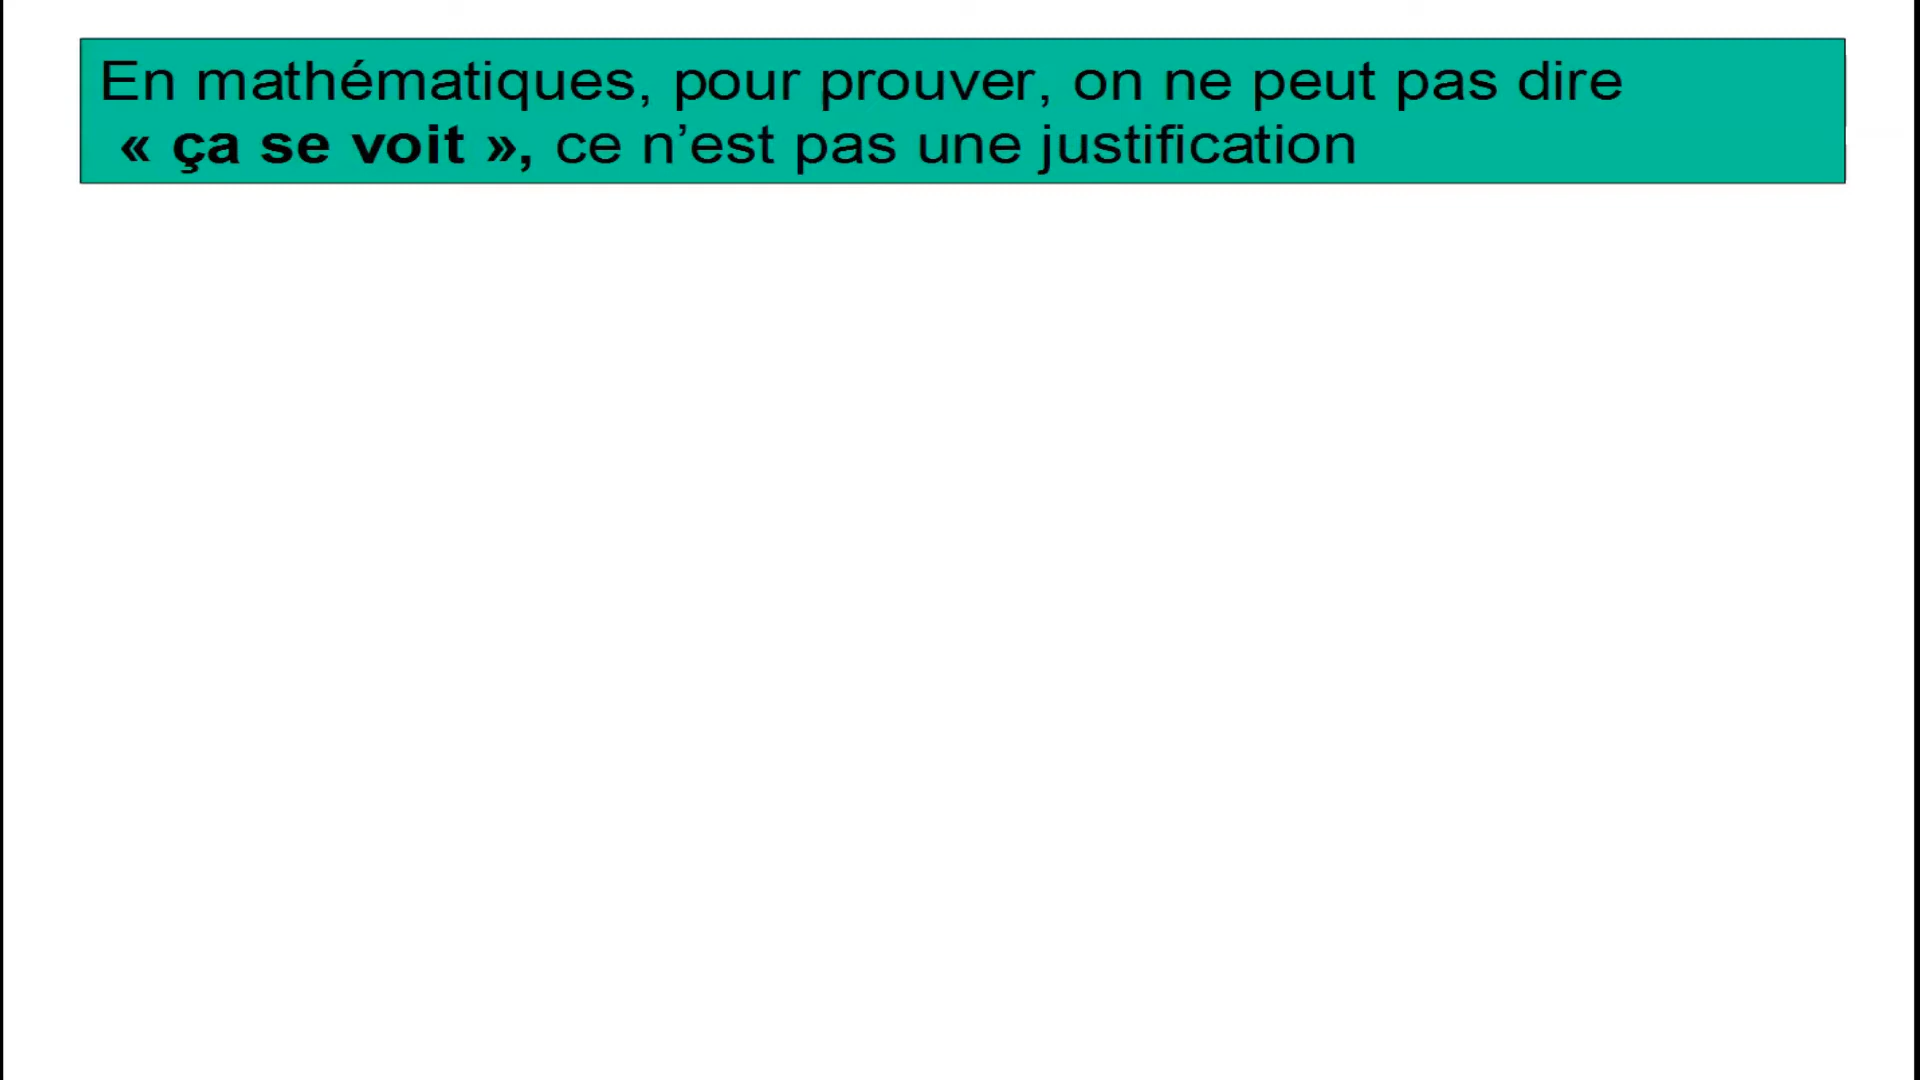 En mathématiques, pour prouver, on ne peut pas dire
« ça se voit », ce n’est pas une justification